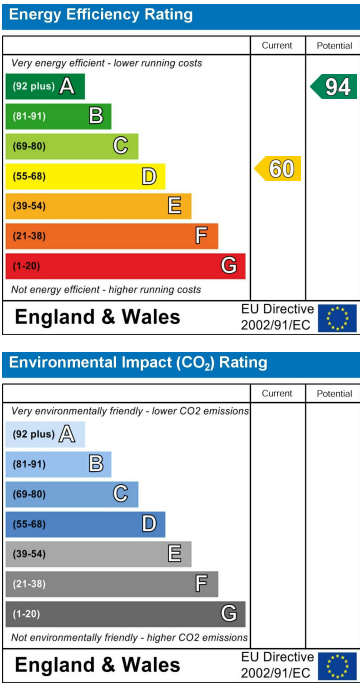 Energy Efficiency Rating
Current Potential
Very energy efficient - lower running costs
(92 plus) A
94
(81-91) B
(69-80) C
(55-68) D
60
(39-54) E
(21-38) F
(1-20) G
Not energy efficient - higher running costs
England & Wales
EU Directive
2002/91/EC
Environmental Impact (CO₂) Rating
Current Potential
Very environmentally friendly - lower CO2 emissions
(92 plus) A
(81-91) B
(69-80) C
(55-68) D
(39-54) E
(21-38) F
(1-20) G
Not environmentally friendly - higher CO2 emissions
England & Wales
EU Directive
2002/91/EC